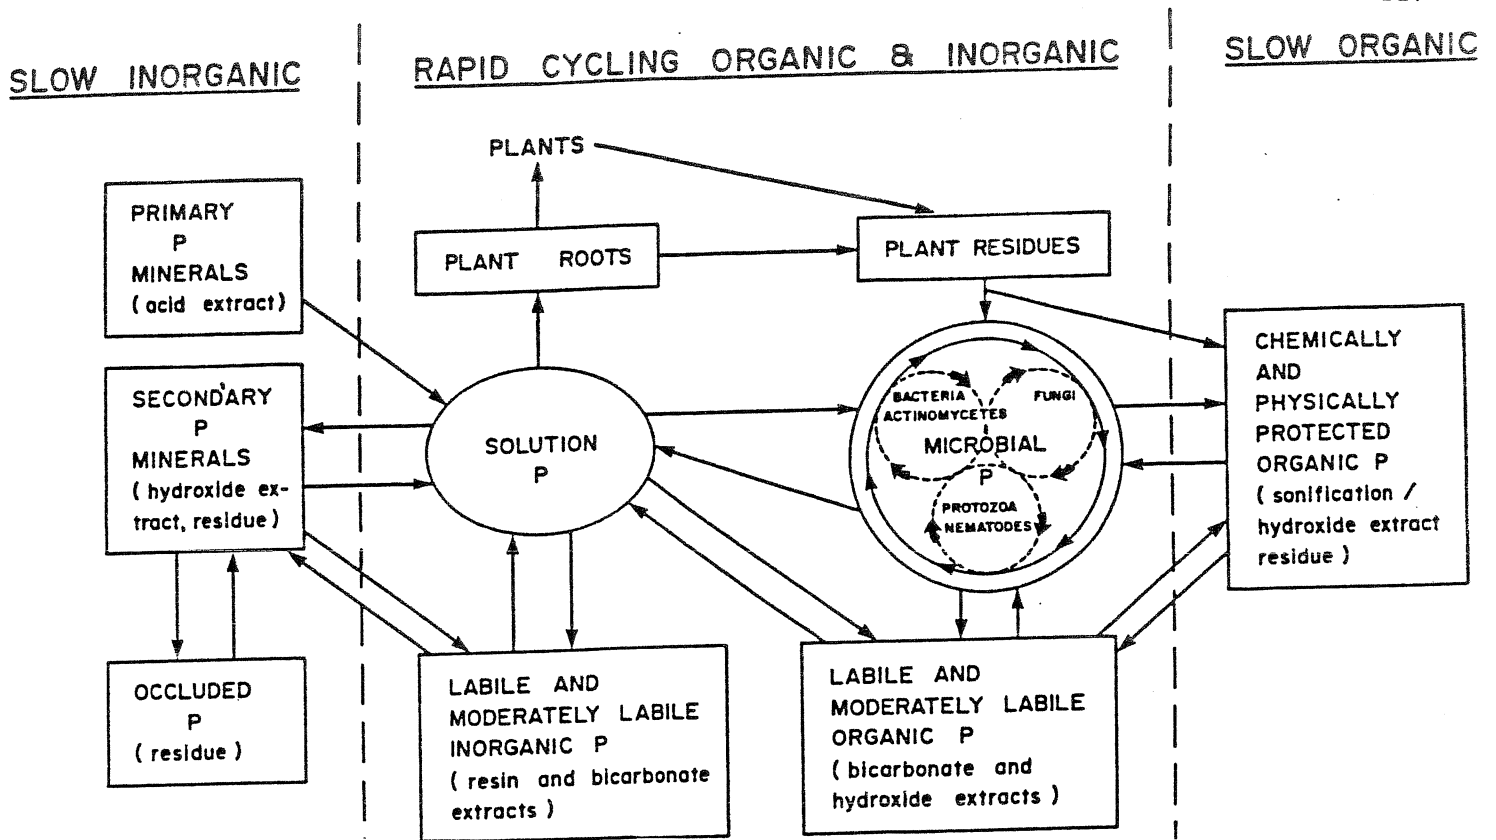 SLOW INORGANIC
RAPID CYCLING ORGANIC & INORGANIC
SLOW ORGANIC
PLANTS
PRIMARY
P
MINERALS
( acid extract )
PLANT ROOTS
PLANT RESIDUES
SECOND'ARY
P
MINERALS
( hydroxide ex-
tract, residue )
SOLUTION
P
BACTERIA
ACTINOMYCETES
FUNGI
MICROBIAL
P
PROTOZOA
NEMATODES
CHEMICALLY
AND
PHYSICALLY
PROTECTED
ORGANIC P
( sonification /
hydroxide extract
residue )
OCCLUDED
P
( residue )
LABILE AND
MODERATELY LABILE
INORGANIC P
( resin and bicarbonate
extracts )
LABILE AND
MODERATELY LABILE
ORGANIC P
( bicarbonate and
hydroxide extracts )